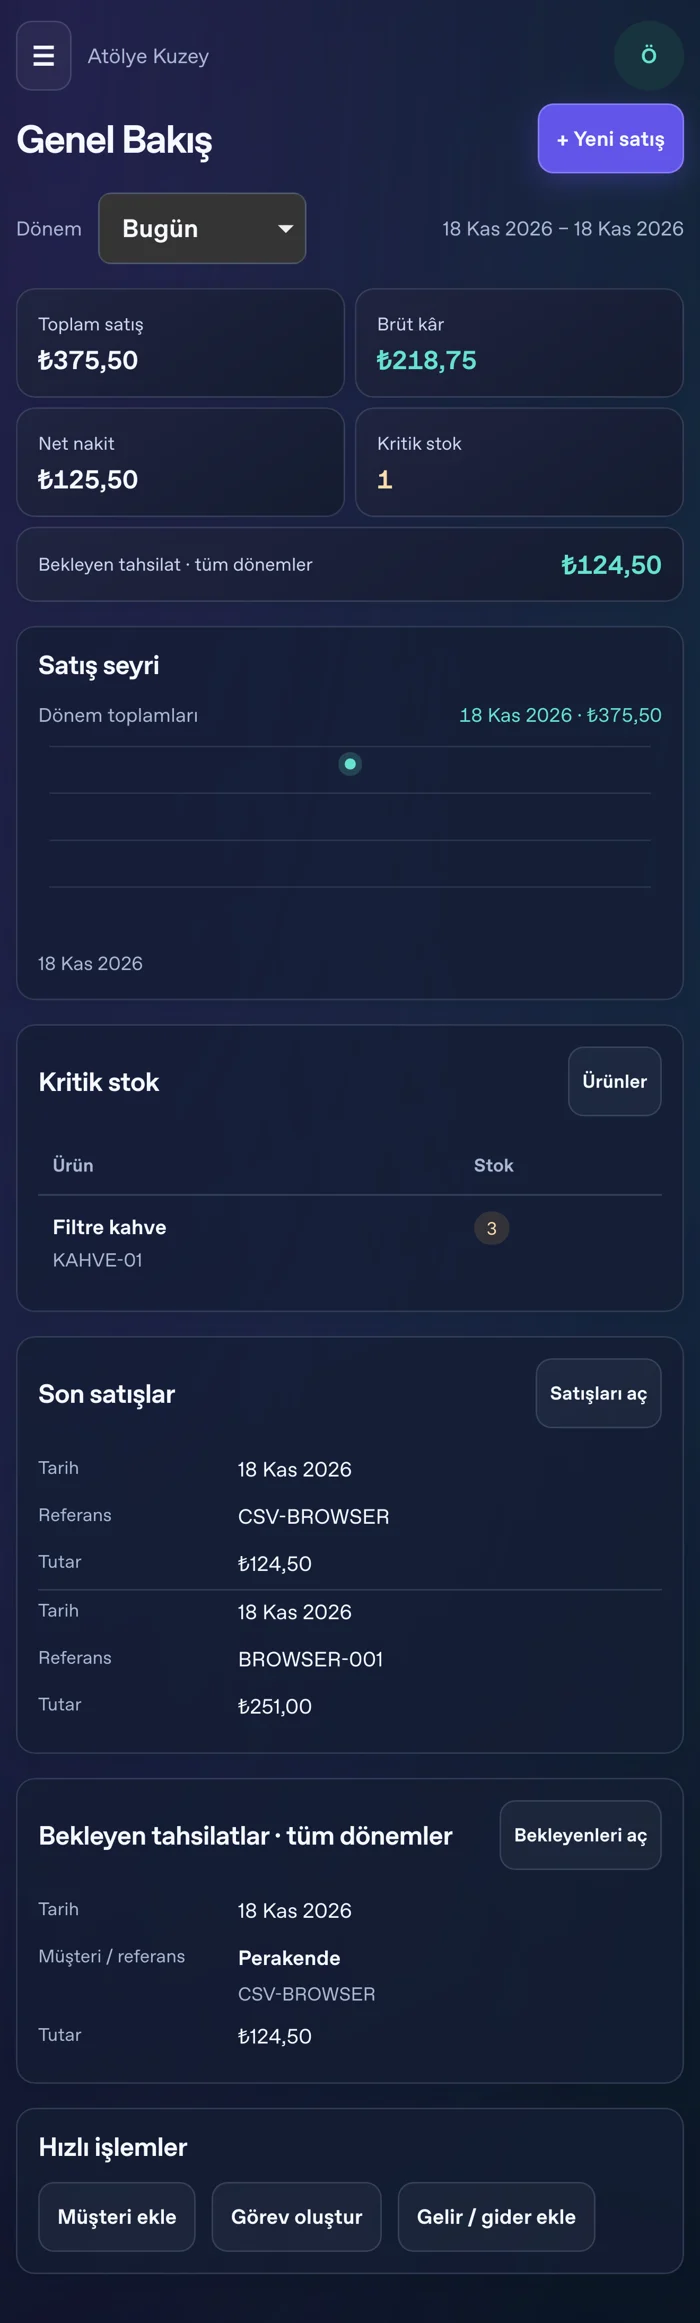 Atölye Kuzey
Ö
Genel Bakış
+ Yeni satış
Dönem
Bugün
18 Kas 2026 – 18 Kas 2026
Toplam satış
₺375,50
Brüt kâr
₺218,75
Net nakit
₺125,50
Kritik stok
1
Bekleyen tahsilat · tüm dönemler
₺124,50
Satış seyri
Dönem toplamları
18 Kas 2026 · ₺375,50
18 Kas 2026
Kritik stok
Ürünler
Ürün Stok
Filtre kahve 3
KAHVE-01
Son satışlar
Satışları aç
Tarih 18 Kas 2026
Referans CSV-BROWSER
Tutar ₺124,50
Tarih 18 Kas 2026
Referans BROWSER-001
Tutar ₺251,00
Bekleyen tahsilatlar · tüm dönemler
Bekleyenleri aç
Tarih 18 Kas 2026
Müşteri / referans Perakende
CSV-BROWSER
Tutar ₺124,50
Hızlı işlemler
Müşteri ekle
Görev oluştur
Gelir / gider ekle